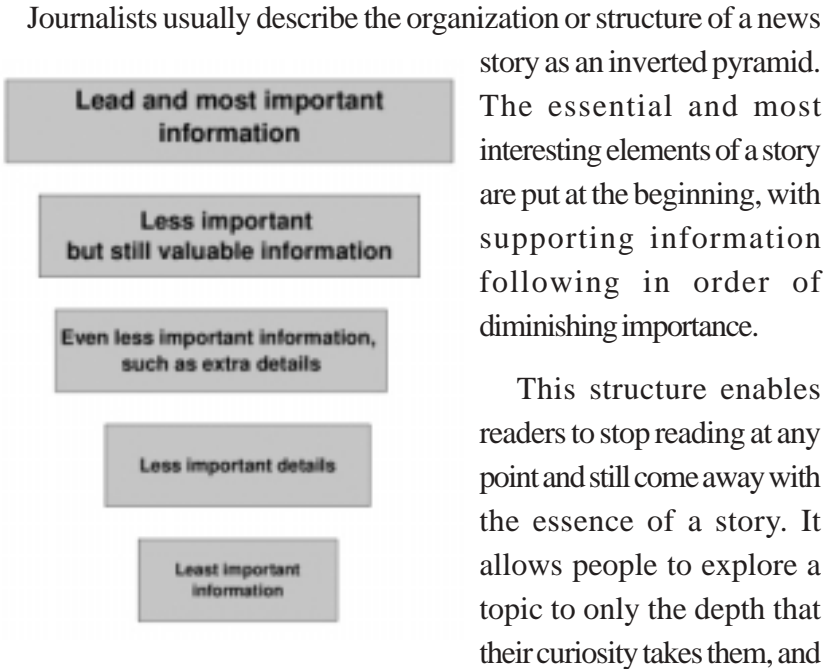 Journalists usually describe the organization or structure of a news
story as an inverted pyramid.
The essential and most
interesting elements of a story
are put at the beginning, with
supporting information
following in order of
diminishing importance.
This structure enables
readers to stop reading at any
point and still come away with
the essence of a story. It
allows people to explore a
topic to only the depth that
their curiosity takes them, and
Lead and most important
information
Less important
but still valuable information
Even less important information,
such as extra details
Less important details
Least important
information